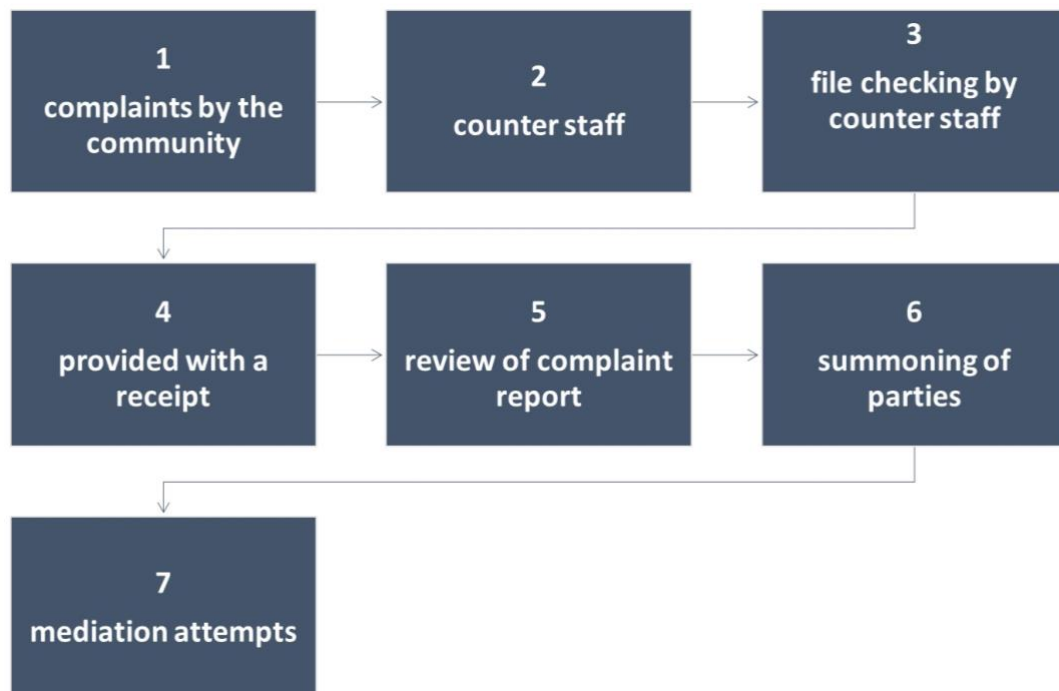 1
complaints by the
community
2
counter staff
3
file checking by
counter staff
4
provided with a
receipt
5
review of complaint
report
6
summoning of
parties
7
mediation attempts